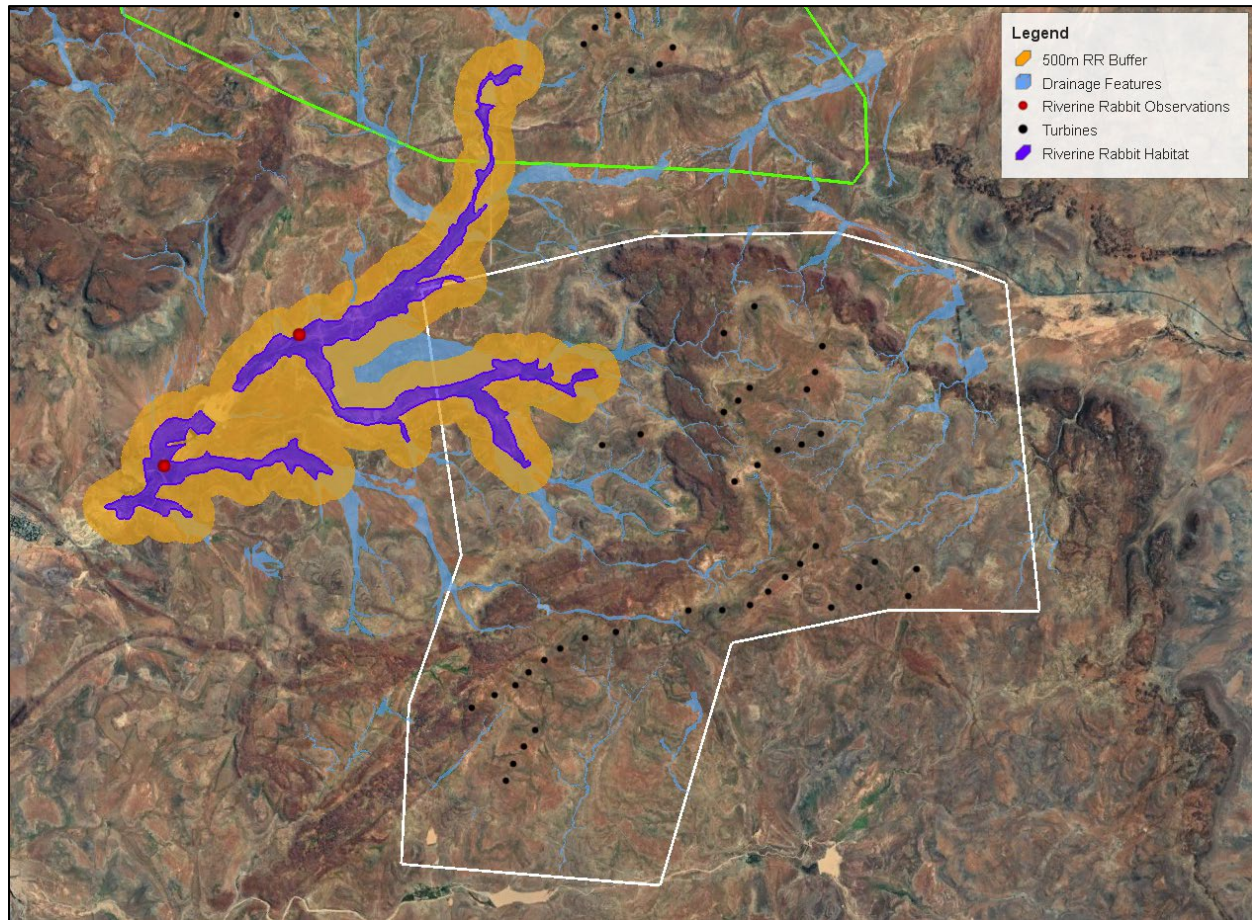 Legend
500m RR Buffer
Drainage Features
Riverine Rabbit Observations
Turbines
Riverine Rabbit Habitat